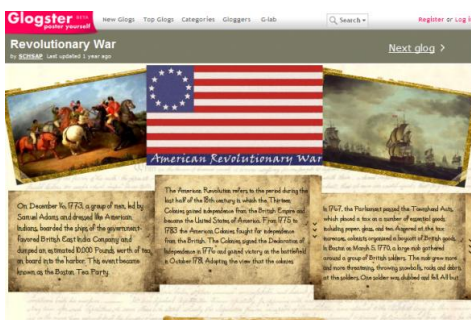 Glogster BETA
poster yourself
New Glogs Top Glogs Categories Gloggers G-lab
Search
Register or Log i
Revolutionary War
by NCHSAP Last updated 1 year ago
Next glog >
American Revolutionary War
On December 16, 1773, a group of men, led by
Samuel Adams and dressed like American
Indians, boarded the ships of the government-
favored British East India Company and
dumped an estimated 10,000 Pounds worth of tea
on board into the harbor. This event became
known as the Boston Tea Party.
The American Revolution refers to the period during the
last half of the 18th century in which the Thirteen
Colonies gained independence from the British Empire and
became the United States of America. From 1775 to
1783 the American Colonies fought for independence
from the British. The Colonies signed the Declaration of
Independence in 1776 and gained victory on the battlefield
in October 1781. Adopting the view that the colonies
In 1767, the Parliament passed the Townshend Acts,
which placed a tax on a number of essential goods
including paper, glass, and tea. Angered at the tax
increases, colonists organized a boycott of British goods.
In Boston on March 5, 1770, a large mob gathered
around a group of British soldiers. The mob grew more
and more threatening, throwing snowballs, rocks and debris
at the soldiers. One soldier was clubbed and fell. All but